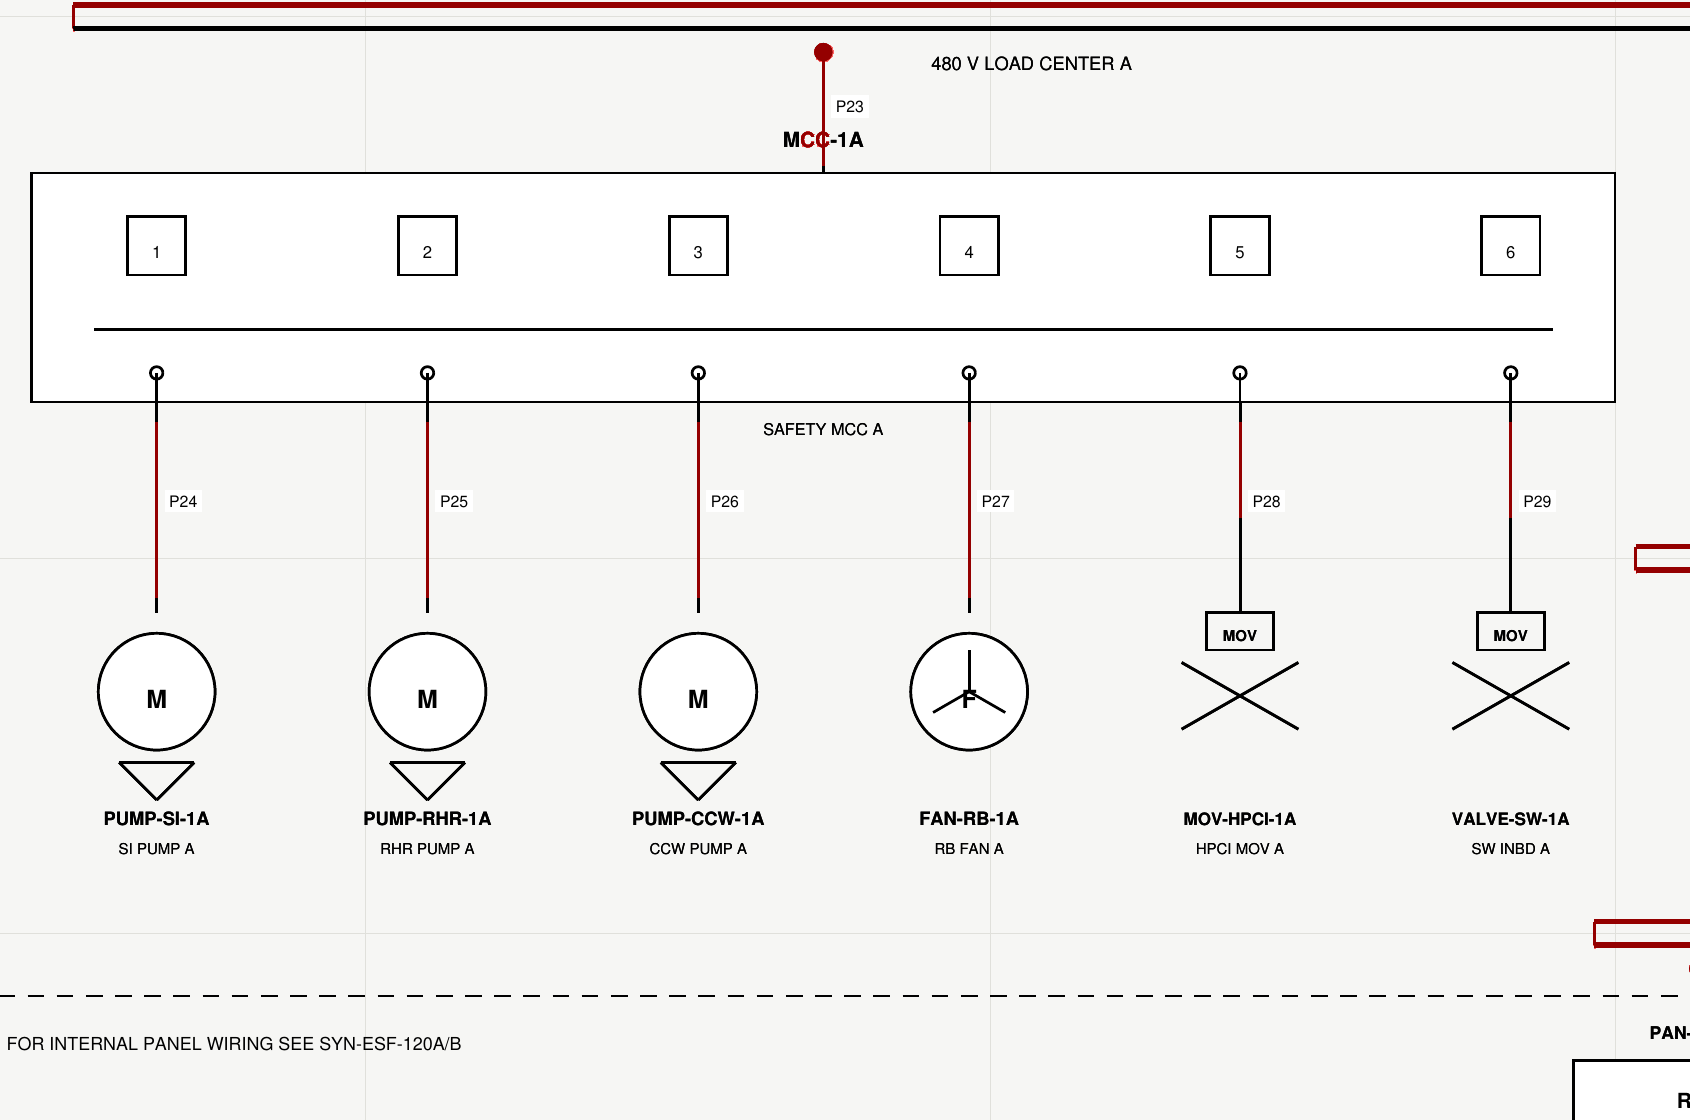 480 V LOAD CENTER A
P23
MCC-1A
1 2 3 4 5 6
SAFETY MCC A
P24 P25 P26 P27 P28 P29
MOV MOV
M M M F
PUMP-SI-1A PUMP-RHR-1A PUMP-CCW-1A FAN-RB-1A MOV-HPCI-1A VALVE-SW-1A
SI PUMP A RHR PUMP A CCW PUMP A RB FAN A HPCI MOV A SW INBD A
PAN-
FOR INTERNAL PANEL WIRING SEE SYN-ESF-120A/B